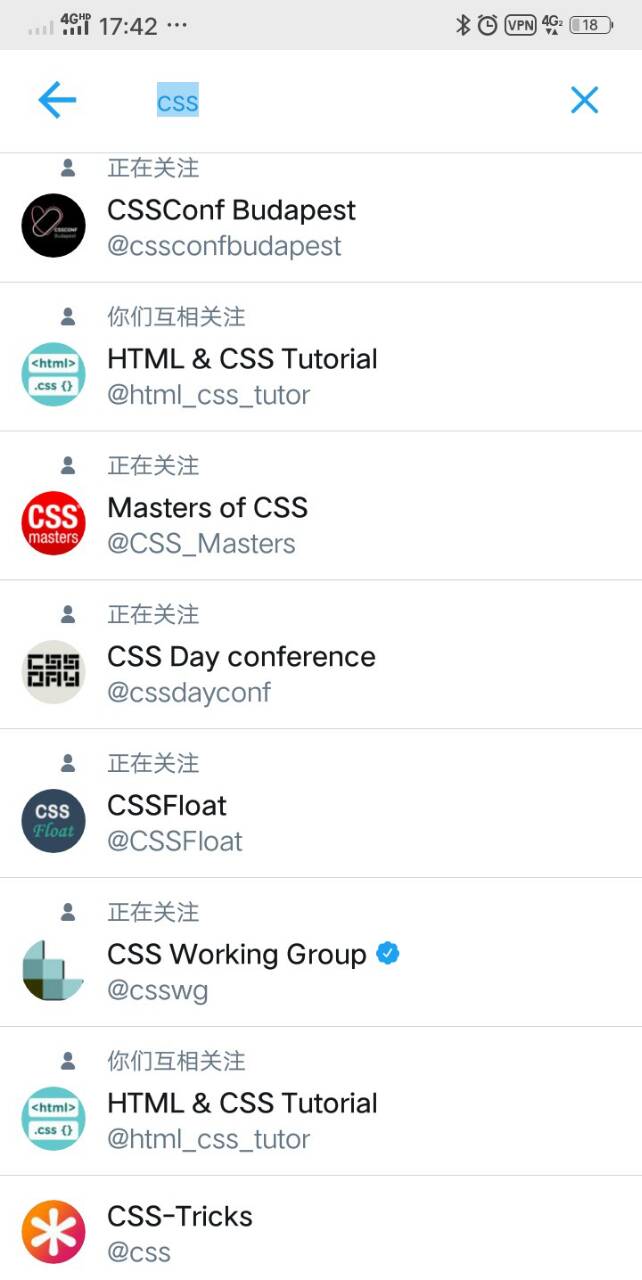 4GHD 17:42 ••• VPN 4G2 18
css
正在关注
CSSConf Budapest
CSSCONF
Budapest
@cssconfbudapest
你们互相关注
HTML & CSS Tutorial
<html>
.css {}
@html_css_tutor
正在关注
Masters of CSS
CSS
masters
@CSS_Masters
正在关注
CSS Day conference
CSS
DAY
@cssdayconf
正在关注
CSSFloat
CSS
Float
@CSSFloat
正在关注
CSS Working Group
@csswg
你们互相关注
HTML & CSS Tutorial
<html>
.css {}
@html_css_tutor
CSS-Tricks
@css